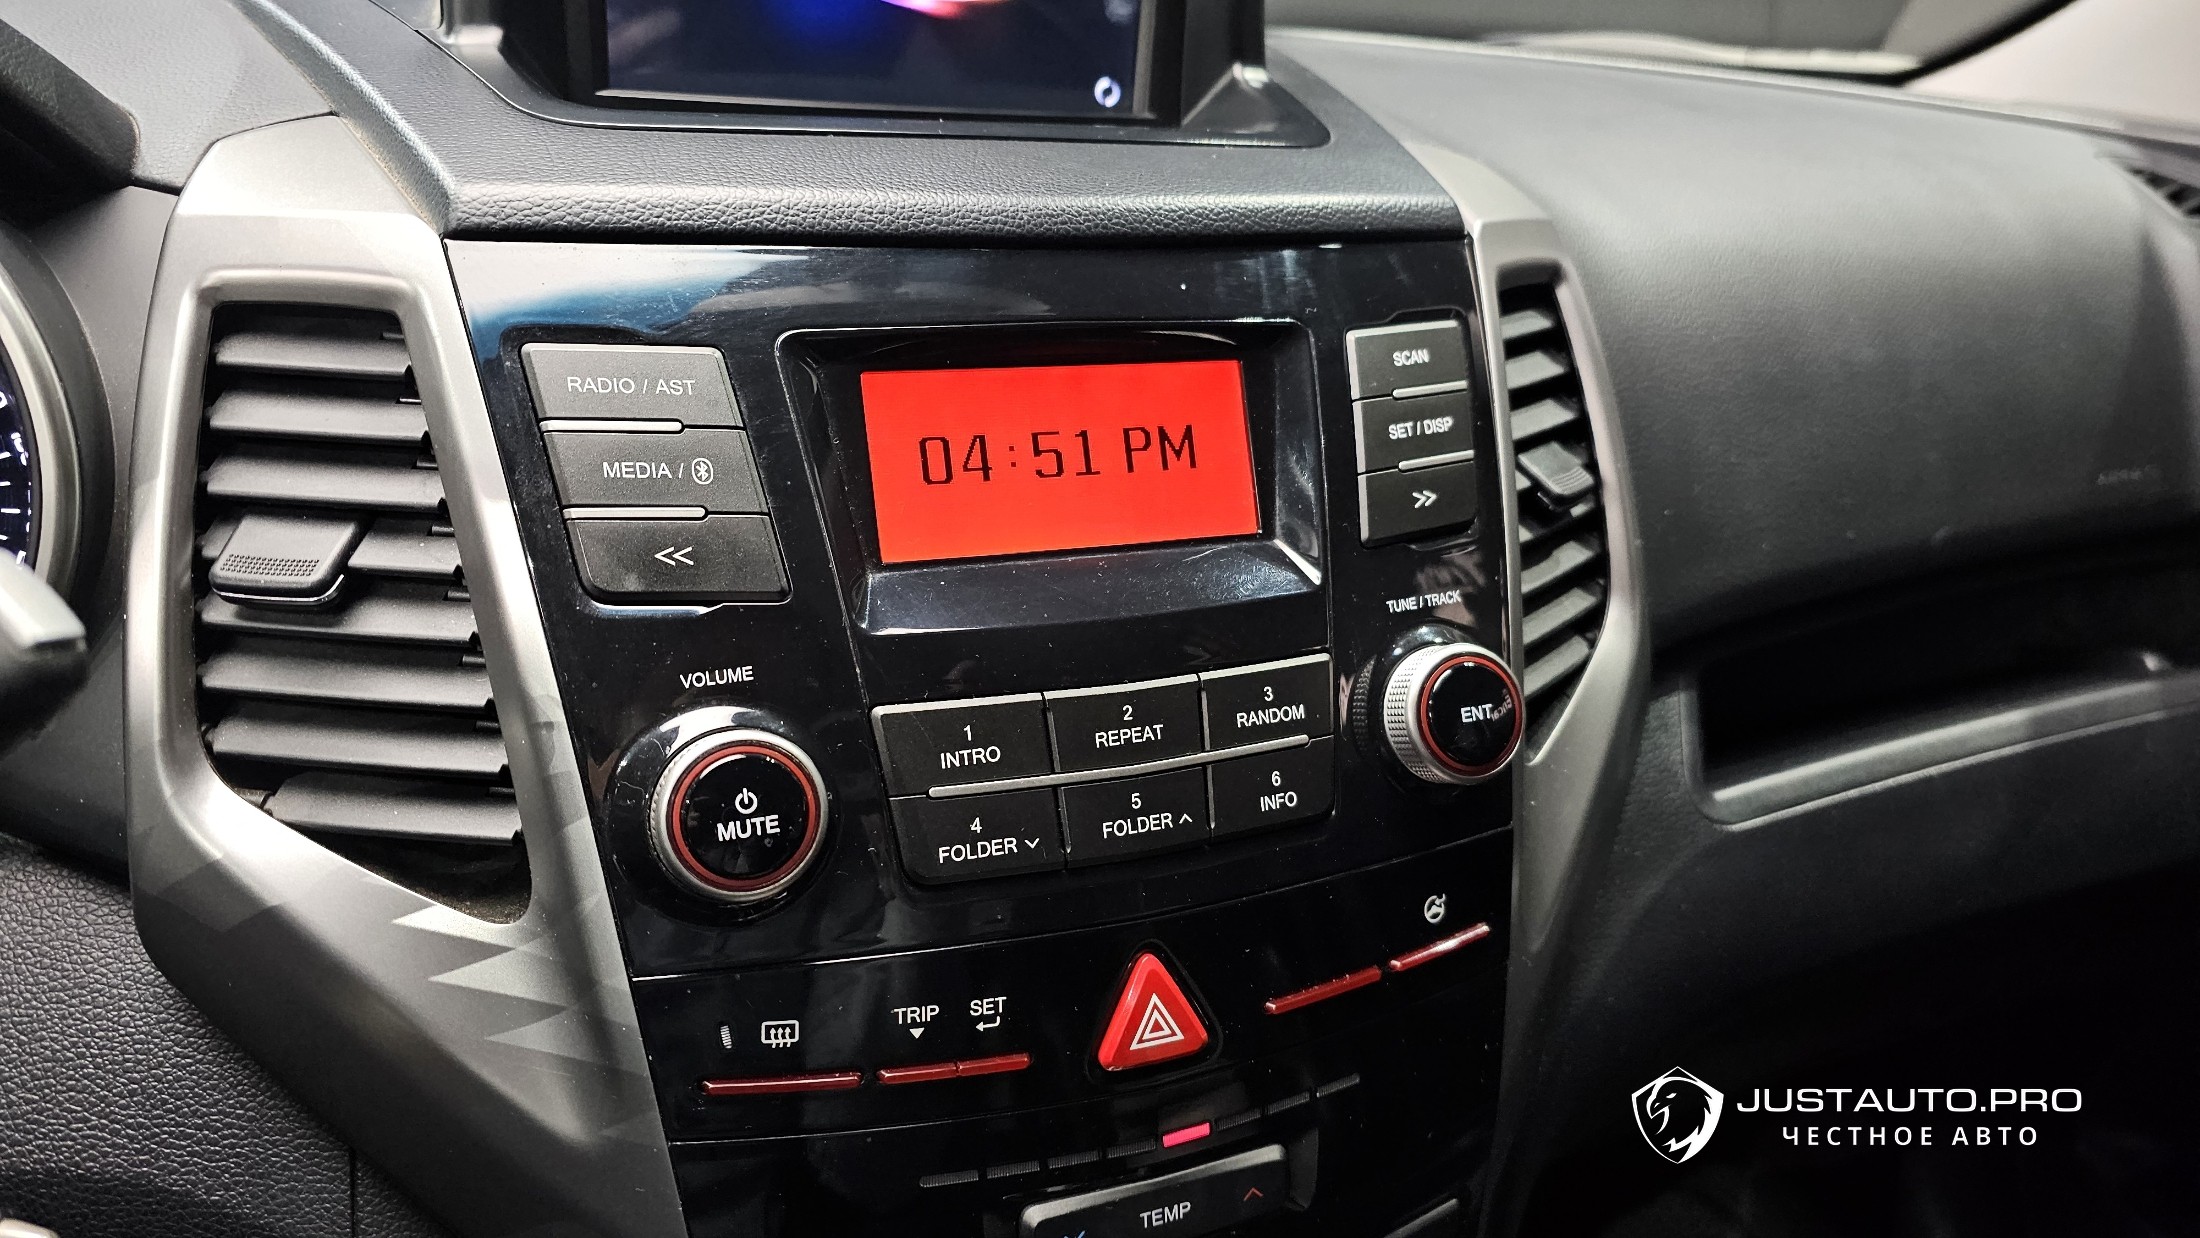 RADIO / AST
MEDIA /
<<
04:51 PM
SCAN
SET / DISP
>>
TUNE / TRACK
ENT
VOLUME
MUTE
1
INTRO
2
REPEAT
3
RANDOM
4
FOLDER
5
FOLDER
6
INFO
TRIP
SET
TEMP
JUSTAUTO.PRO
ЧЕСТНОЕ АВТО